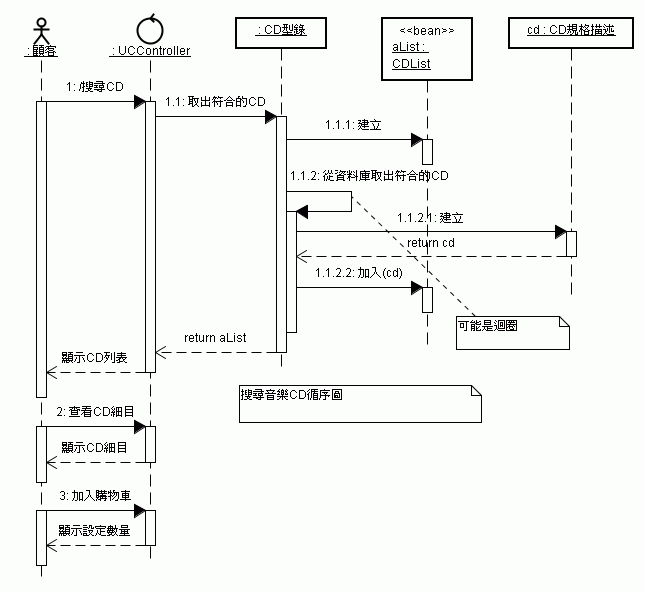 : 顧客
: UCController
: CD型錄
<<bean>>
aList :
CDList
cd : CD規格描述
1: /搜尋CD
1.1: 取出符合的CD
1.1.1: 建立
1.1.2: 從資料庫取出符合的CD
1.1.2.1: 建立
return cd
1.1.2.2: 加入(cd)
可能是迴圈
return aList
顯示CD列表
搜尋音樂CD循序圖
2: 查看CD細目
顯示CD細目
3: 加入購物車
顯示設定數量